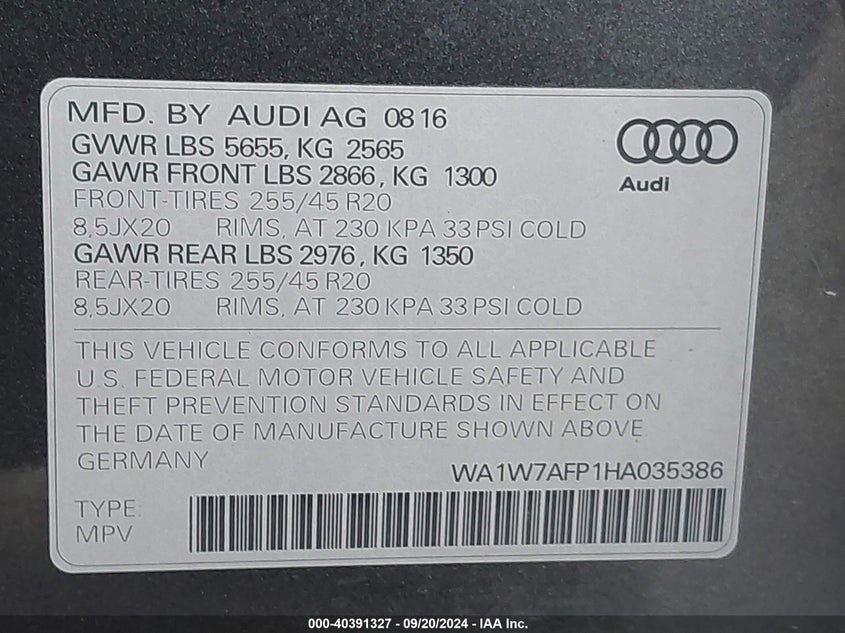 MFD. BY AUDI AG 08 16
GVWR LBS 5655, KG 2565
GAWR FRONT LBS 2866, KG 1300
FRONT-TIRES 255/45 R20
8,5JX20 RIMS, AT 230 KPA 33 PSI COLD
GAWR REAR LBS 2976, KG 1350
REAR-TIRES 255/45 R20
8,5JX20 RIMS, AT 230 KPA 33 PSI COLD
Audi
THIS VEHICLE CONFORMS TO ALL APPLICABLE
U.S. FEDERAL MOTOR VEHICLE SAFETY AND
THEFT PREVENTION STANDARDS IN EFFECT ON
THE DATE OF MANUFACTURE SHOWN ABOVE.
GERMANY
WA1W7AFP1HA035386
TYPE:
MPV
000-40391327 - 09/20/2024 - IAA Inc.